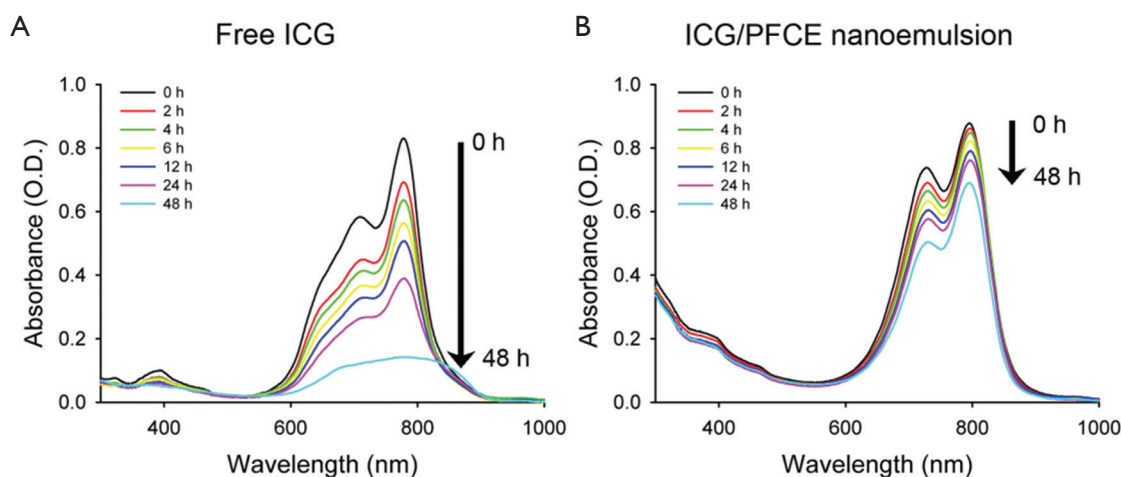 A
Free ICG
1.0
0.8
0.6
0.4
0.2
0.0
Absorbance (O.D.)
0 h
2 h
4 h
6 h
12 h
24 h
48 h
0 h
48 h
400
600
800
1000
Wavelength (nm)
B
ICG/PFCE nanoemulsion
1.0
0.8
0.6
0.4
0.2
0.0
Absorbance (O.D.)
0 h
2 h
4 h
6 h
12 h
24 h
48 h
0 h
48 h
400
600
800
1000
Wavelength (nm)